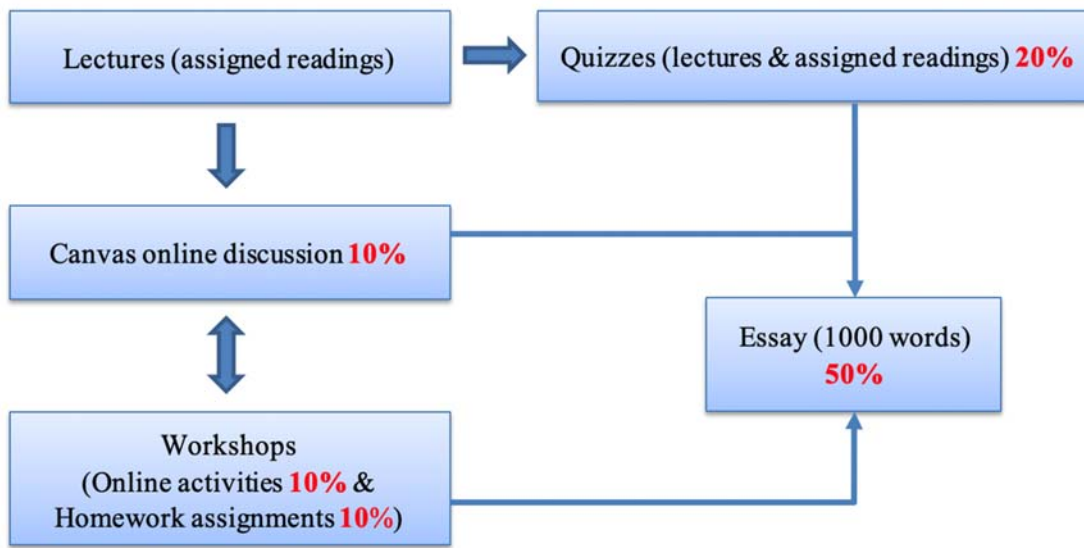 Lectures (assigned readings)
Quizzes (lectures & assigned readings) 20%
Canvas online discussion 10%
Essay (1000 words)
50%
Workshops
(Online activities 10% &
Homework assignments 10%)